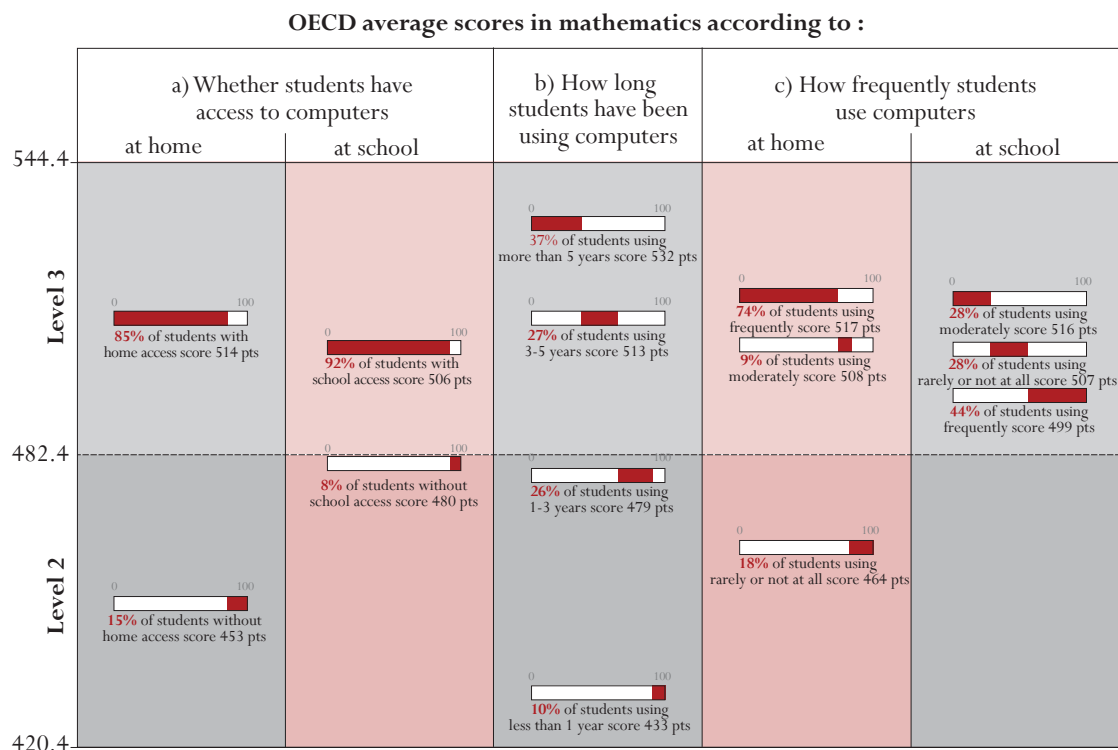 OECD average scores in mathematics according to :
a) Whether students have
access to computers
at home
at school
b) How long
students have been
using computers
c) How frequently students
use computers
at home
at school
544.4
Level 3
482.4
Level 2
420.4
0 100
85% of students with
home access score 514 pts
0 100
15% of students without
home access score 453 pts
0 100
92% of students with
school access score 506 pts
0 100
8% of students without
school access score 480 pts
0 100
37% of students using
more than 5 years score 532 pts
0 100
27% of students using
3-5 years score 513 pts
0 100
26% of students using
1-3 years score 479 pts
0 100
10% of students using
less than 1 year score 433 pts
0 100
74% of students using
frequently score 517 pts
9% of students using
moderately score 508 pts
0 100
18% of students using
rarely or not at all score 464 pts
0 100
28% of students using
moderately score 516 pts
28% of students using
rarely or not at all score 507 pts
44% of students using
frequently score 499 pts